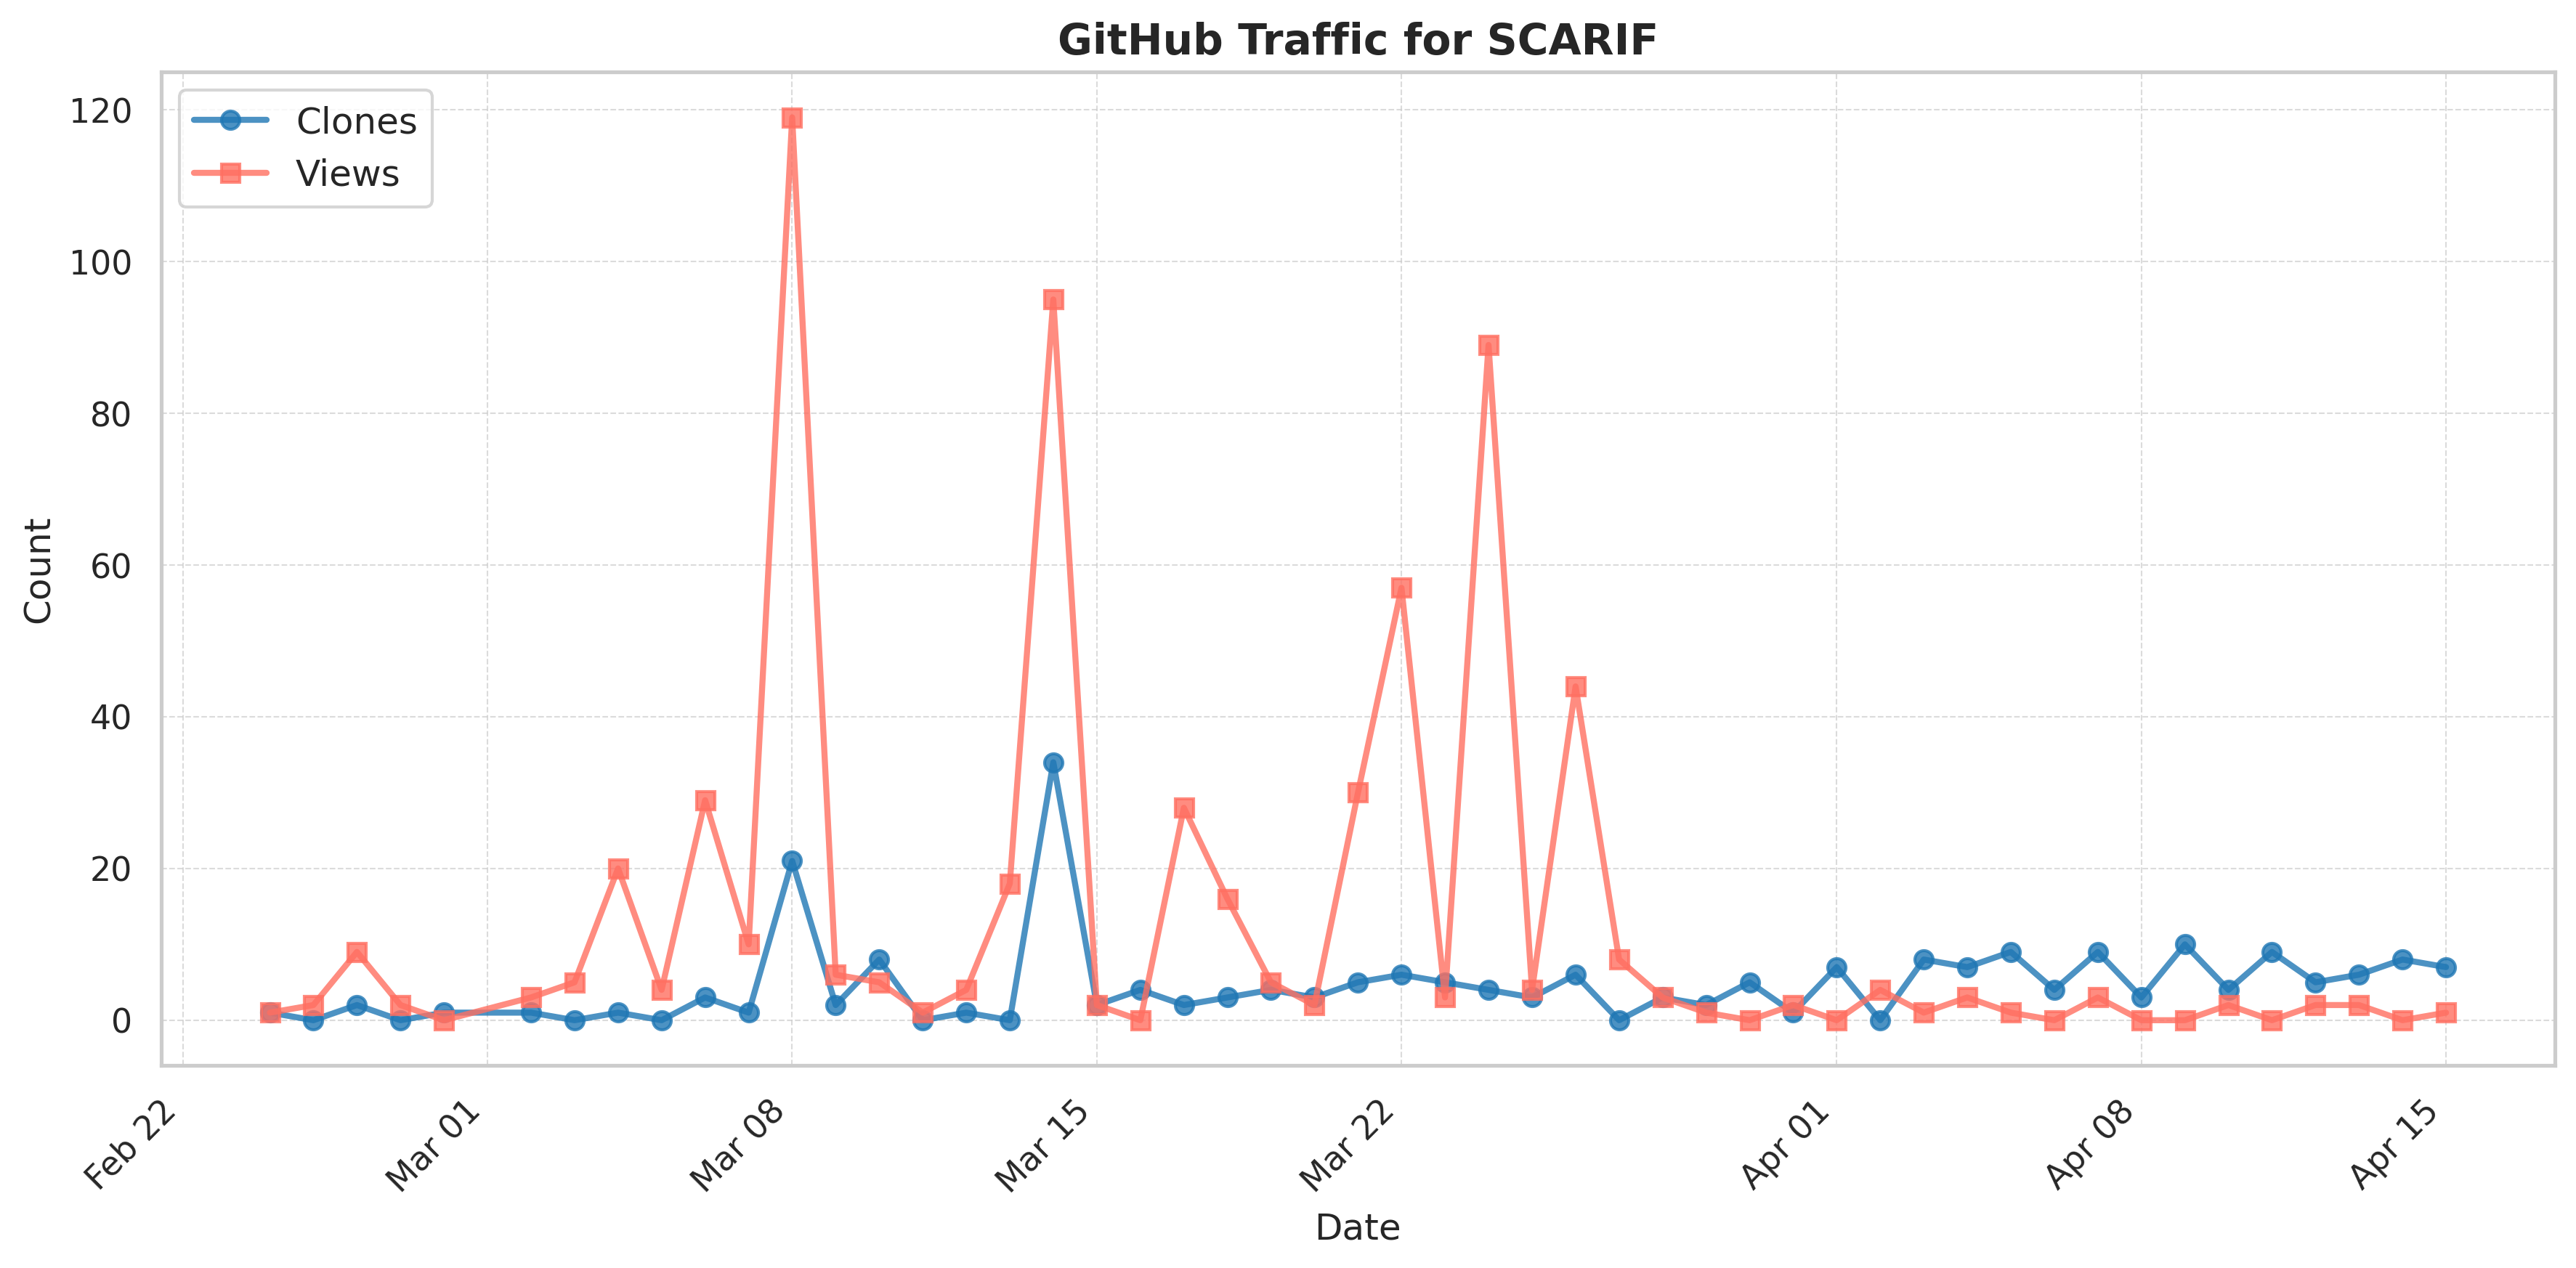 GitHub Traffic for SCARIF
Clones
Views
120
100
80
60
40
20
0
Count
Feb 22
Mar 01
Mar 08
Mar 15
Mar 22
Apr 01
Apr 08
Apr 15
Date